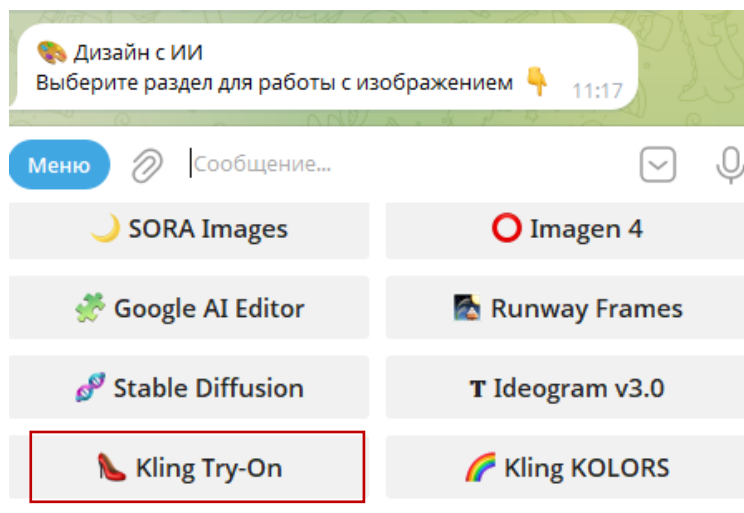 🎨 Дизайн с ИИ
Выберите раздел для работы с изображением 👇 11:17
Меню Сообщение...
🌙 SORA Images ⭕ Imagen 4
🧩 Google AI Editor 🌠 Runway Frames
🧬 Stable Diffusion T Ideogram v3.0
👠 Kling Try-On 🌈 Kling KOLORS